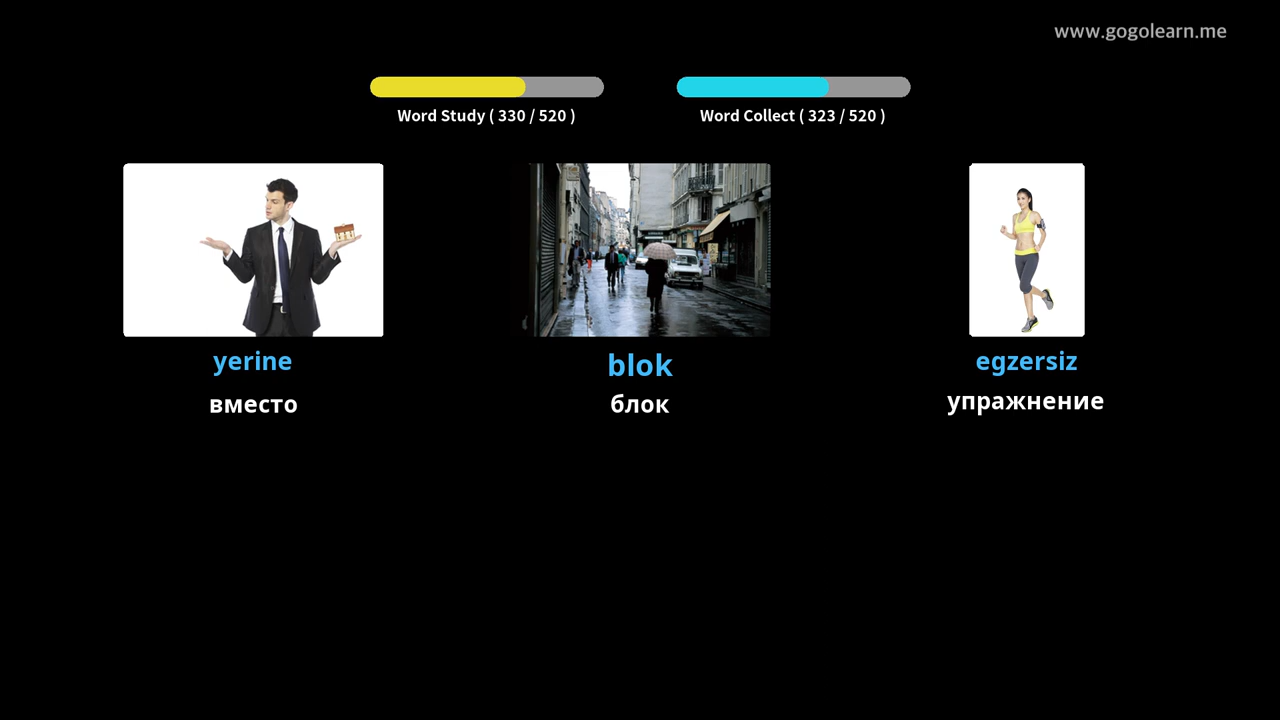 www.gogolearn.me
Word Study ( 330 / 520 )
Word Collect ( 323 / 520 )
yerine
blok
egzersiz
вместо
блок
упражнение